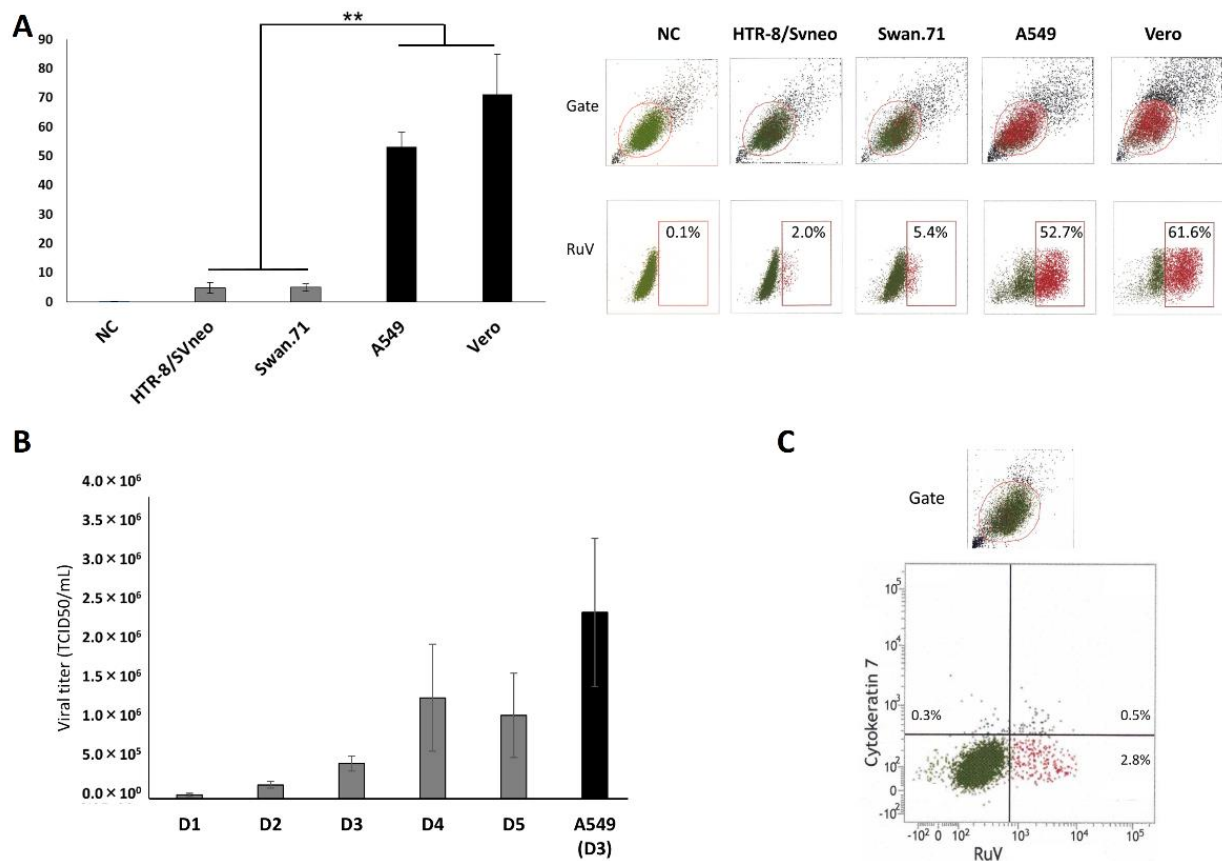 A
**
90
80
70
60
50
40
30
20
10
0
NC
HTR-8/SVneo
Swan.71
A549
Vero
NC HTR-8/Svneo Swan.71 A549 Vero
Gate
RuV
0.1% 2.0% 5.4% 52.7% 61.6%
B
Viral titer (TCID50/mL)
4.0 × 10⁶
3.5 × 10⁶
3.0 × 10⁶
2.5 × 10⁶
2.0 × 10⁶
1.5 × 10⁶
1.0 × 10⁶
5.0 × 10⁵
0.0 × 10⁰
D1 D2 D3 D4 D5 A549
(D3)
C
Gate
Cytokeratin 7
10⁵
10⁴
10³
10²
0
-10²
0.3% 0.5%
2.8%
-10² 0 10² 10³ 10⁴ 10⁵
RuV